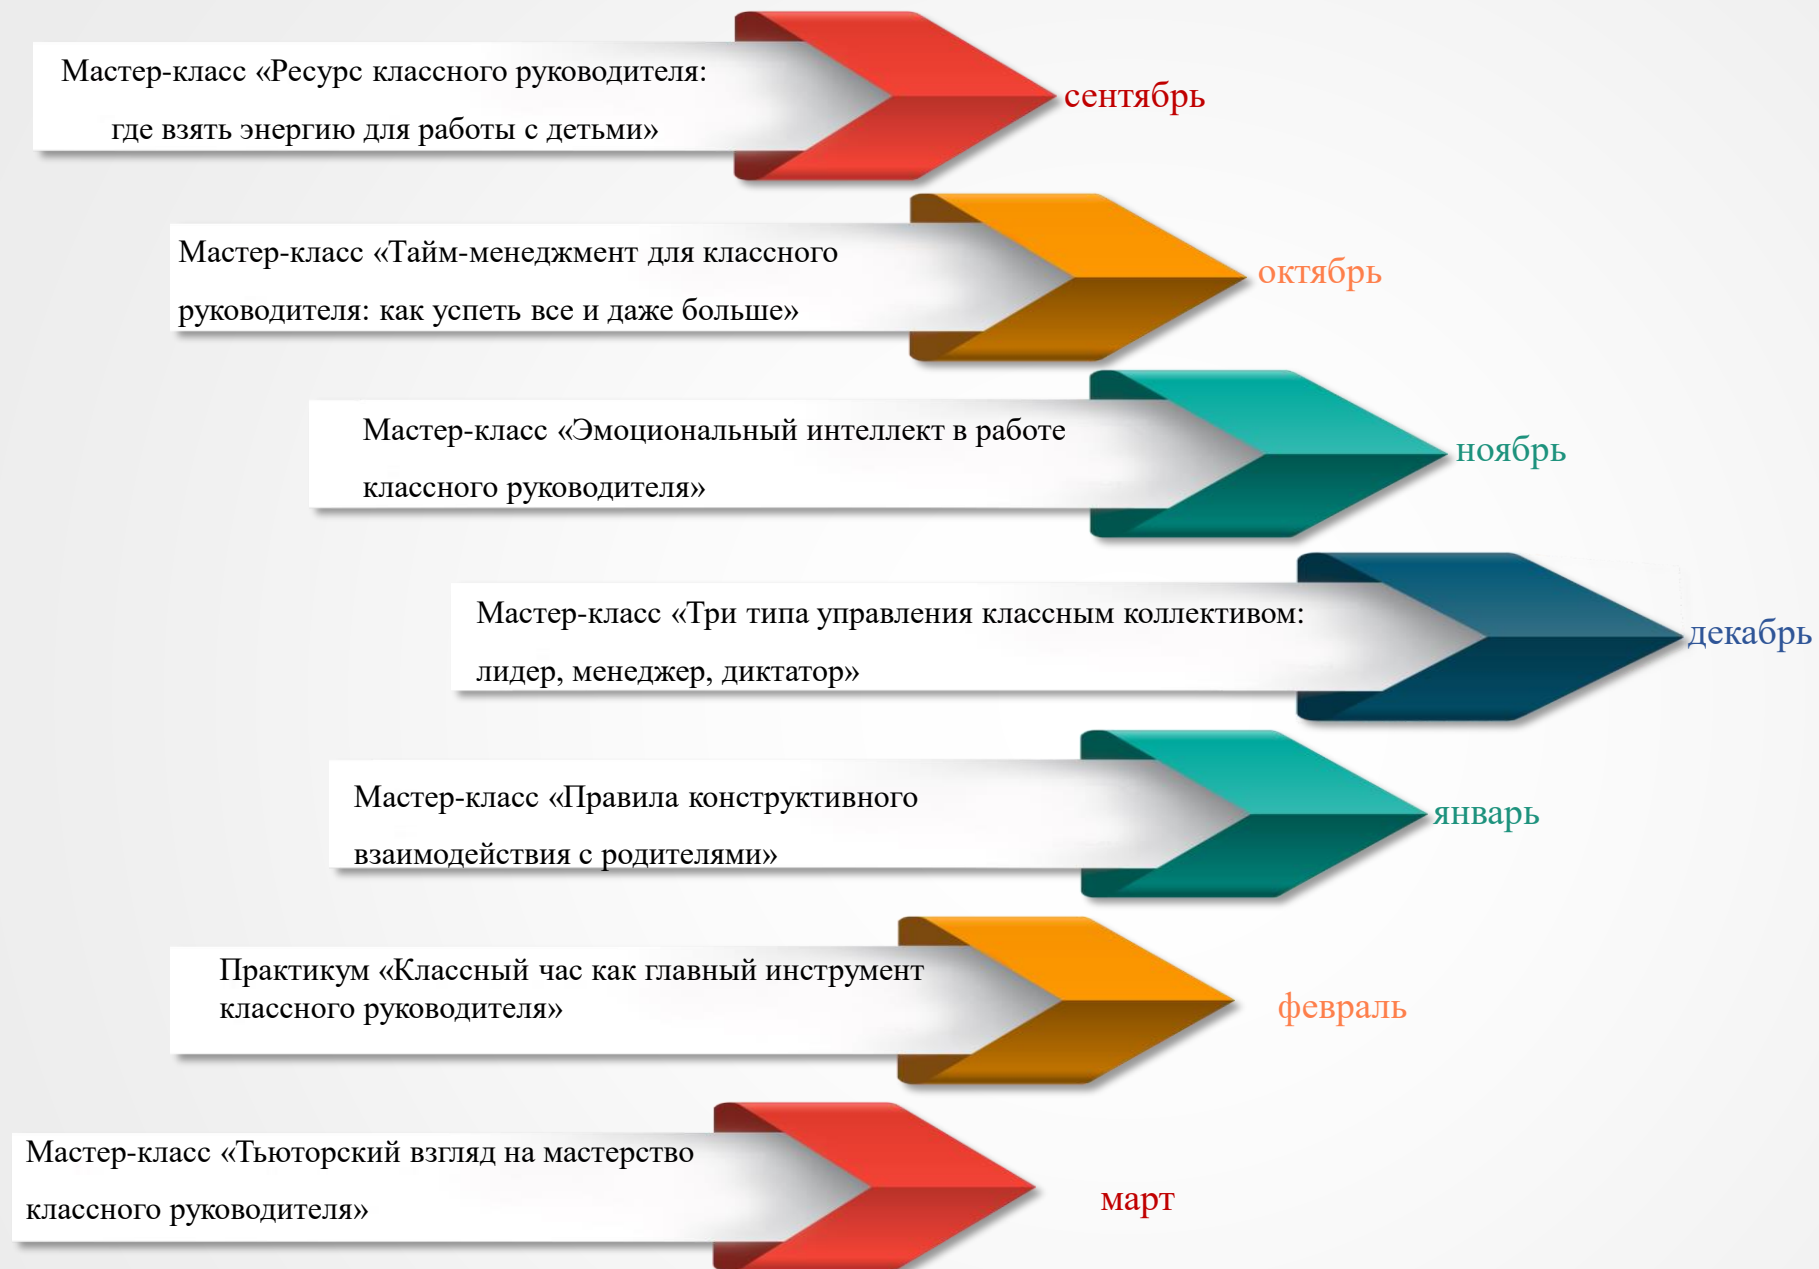 Мастер-класс «Ресурс классного руководителя:
где взять энергию для работы с детьми»
сентябрь
Мастер-класс «Тайм-менеджмент для классного
руководителя: как успеть все и даже больше»
октябрь
Мастер-класс «Эмоциональный интеллект в работе
классного руководителя»
ноябрь
Мастер-класс «Три типа управления классным коллективом:
лидер, менеджер, диктатор»
декабрь
Мастер-класс «Правила конструктивного
взаимодействия с родителями»
январь
Практикум «Классный час как главный инструмент
классного руководителя»
февраль
Мастер-класс «Тьюторский взгляд на мастерство
классного руководителя»
март